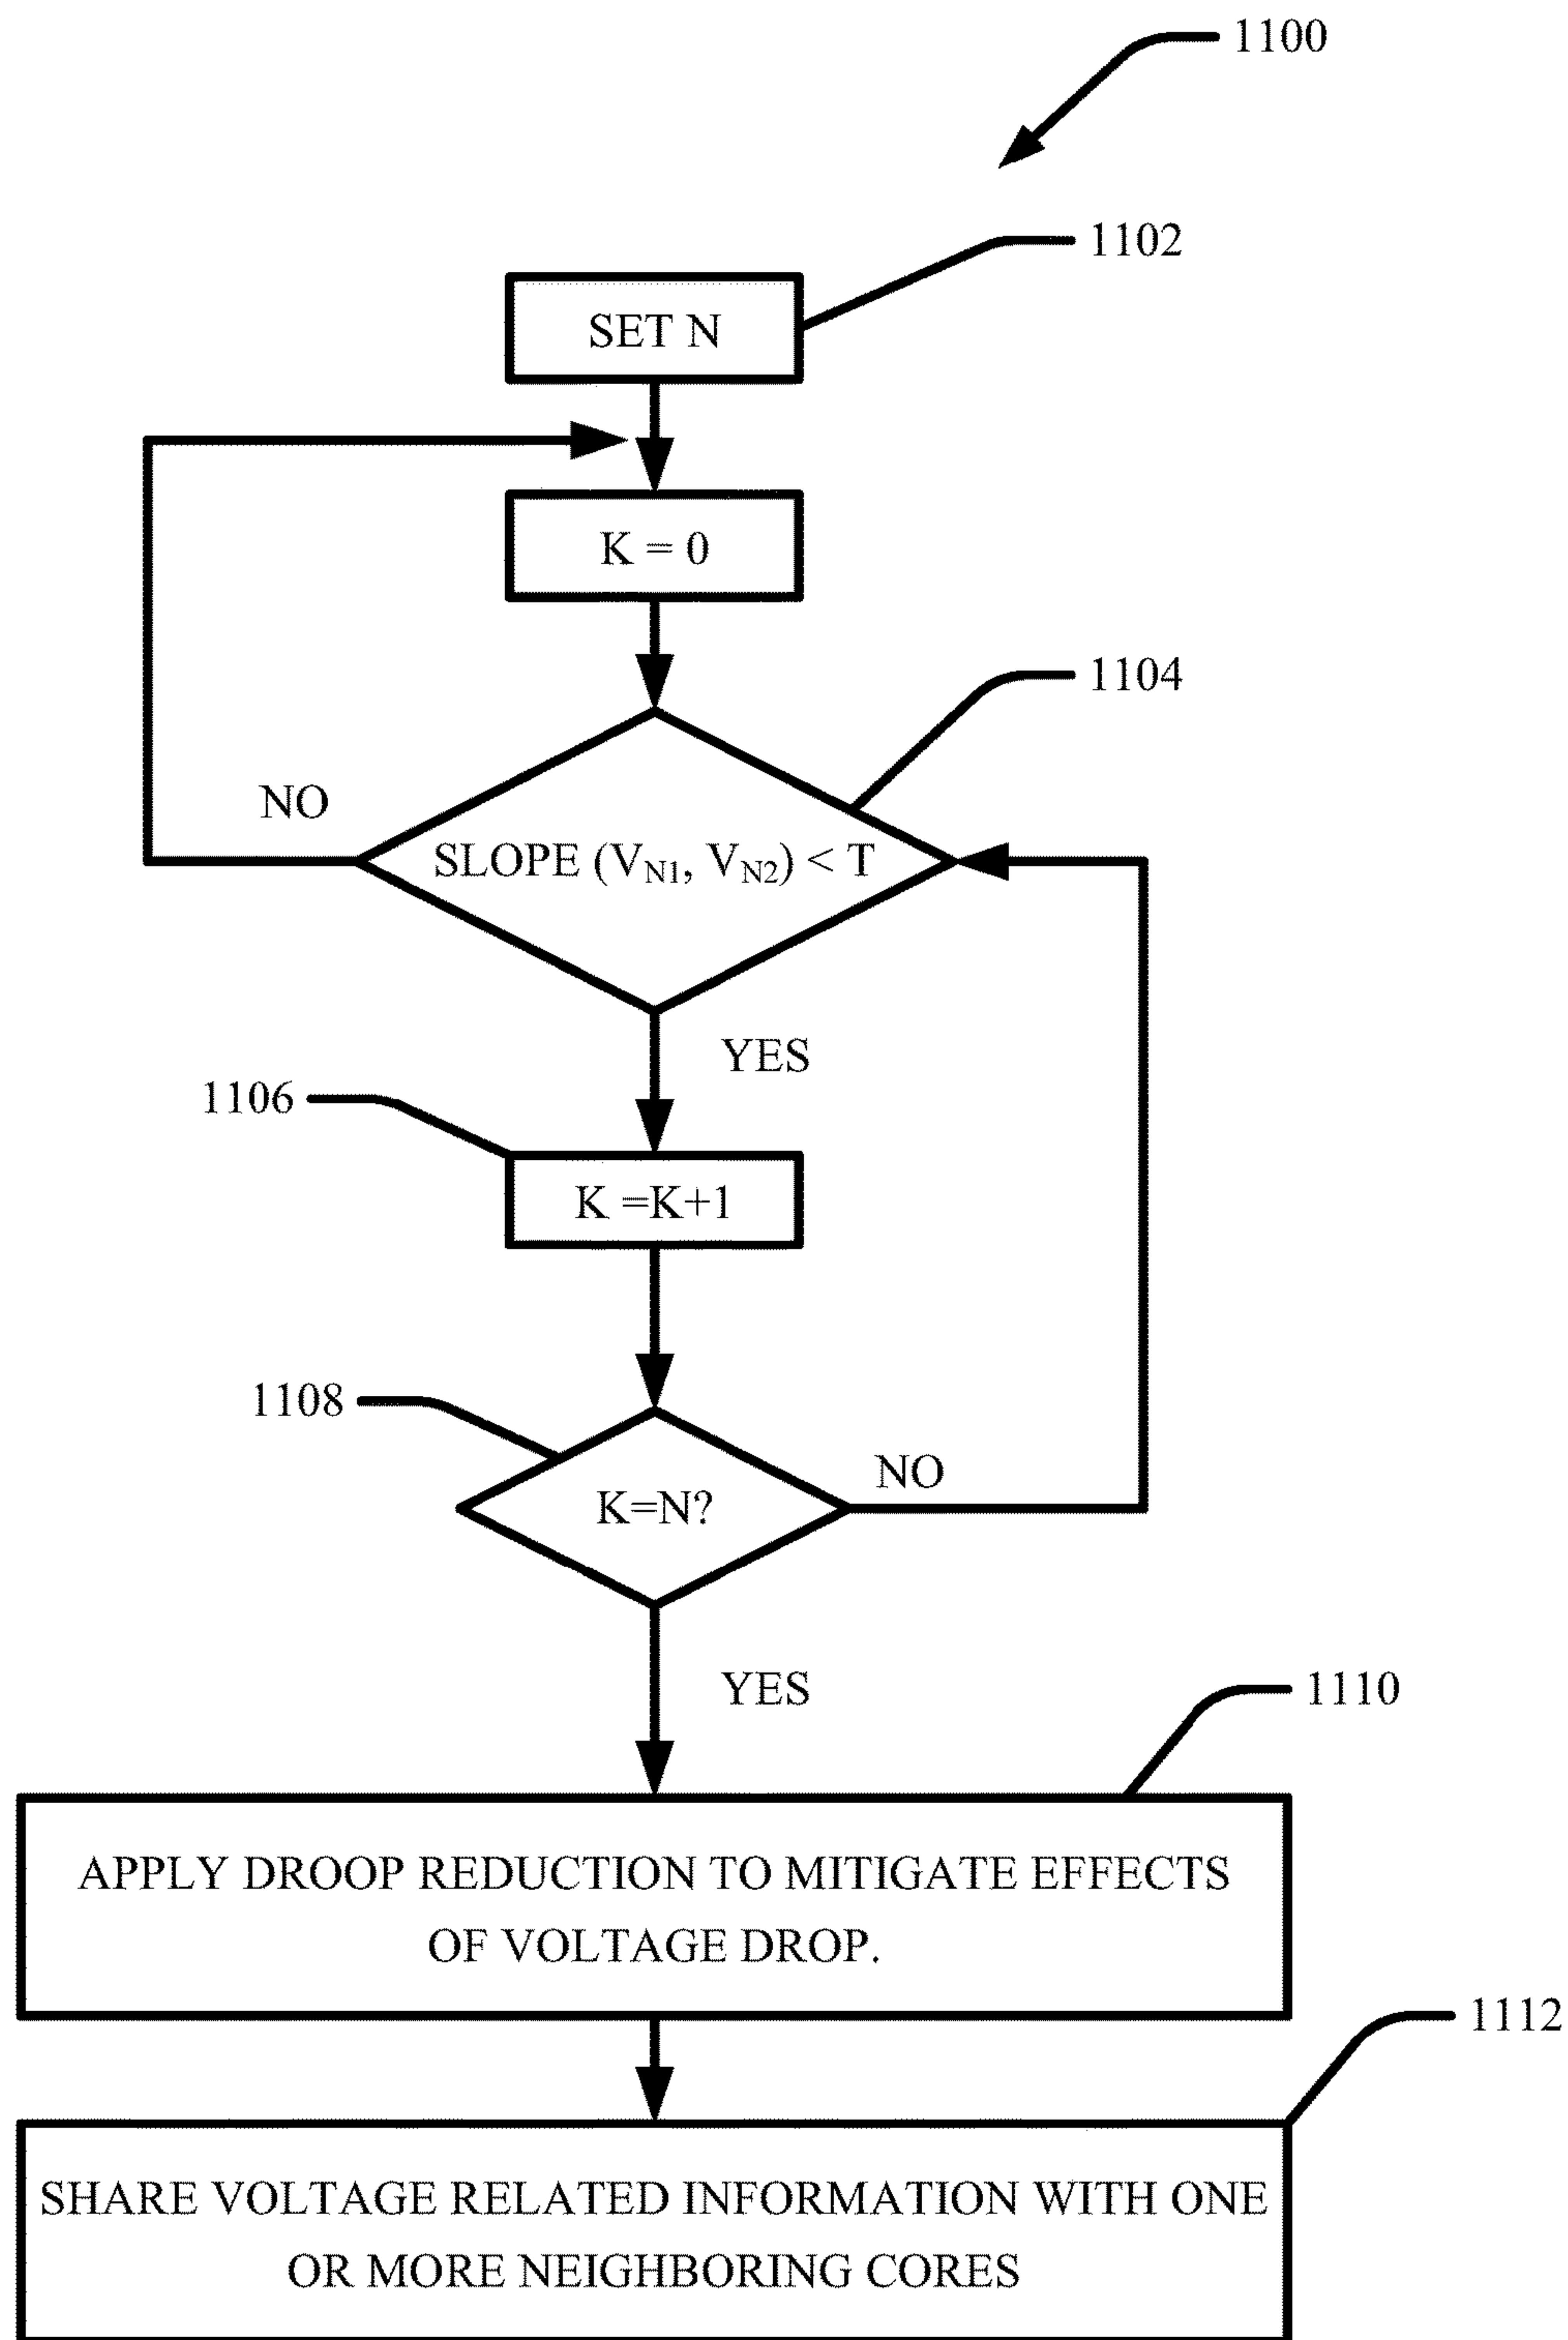 1100
1102
SET N
K = 0
1104
NO
SLOPE (VN1, VN2) < T
YES
1106
K =K+1
1108
NO
K=N?
YES
1110
APPLY DROOP REDUCTION TO MITIGATE EFFECTS
OF VOLTAGE DROP.
1112
SHARE VOLTAGE RELATED INFORMATION WITH ONE
OR MORE NEIGHBORING CORES